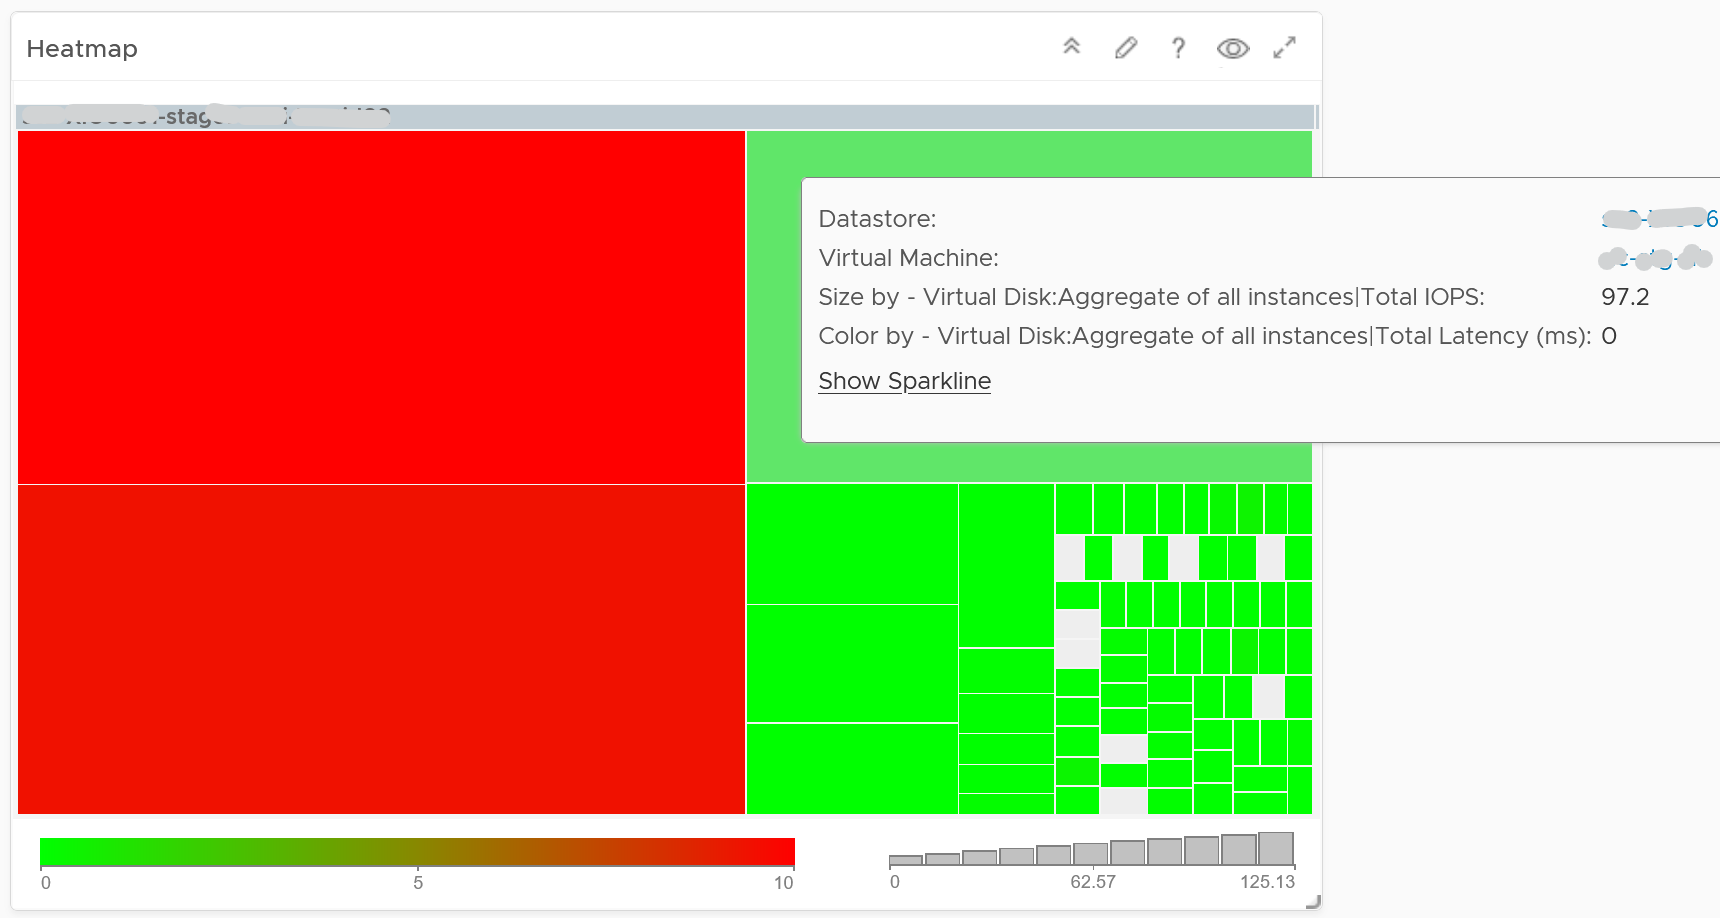 Heatmap
?
-stag
Datastore: 6
Virtual Machine:
Size by - Virtual Disk:Aggregate of all instances|Total IOPS: 97.2
Color by - Virtual Disk:Aggregate of all instances|Total Latency (ms): 0
Show Sparkline
0 5 10
0 62.57 125.13